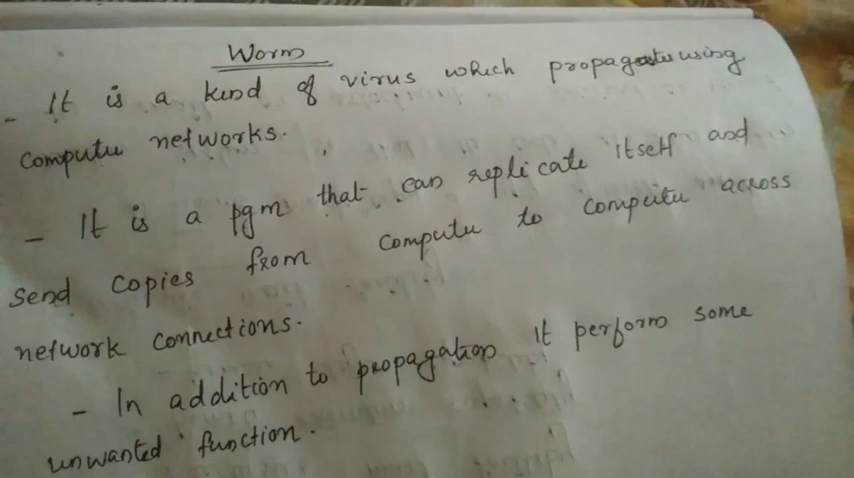 Worm
- It is a kind of virus which propagates using
computer networks.
- It is a pgm that can replicate itself and
send copies from computer to computer across
network connections.
- In addition to propagation it perform some
unwanted function.